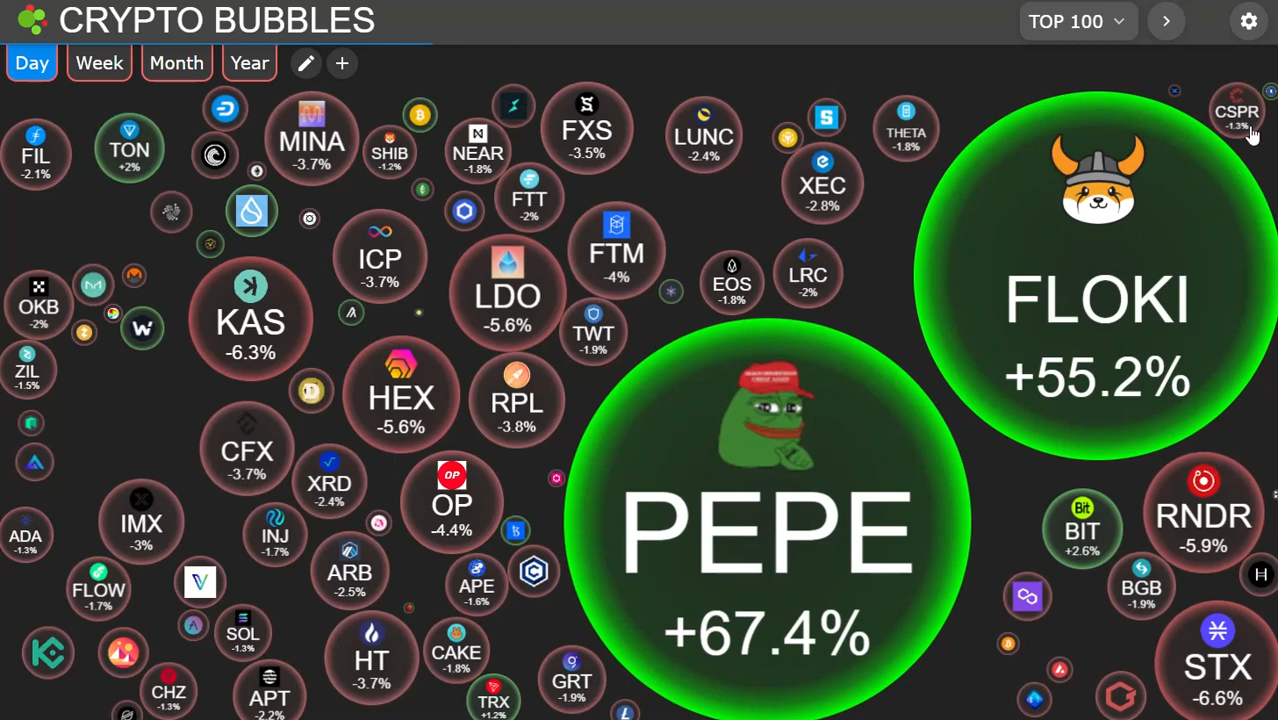 CRYPTO BUBBLES
TOP 100
Day
Week
Month
Year
FIL
-2.1%
TON
+2%
MINA
-3.7%
SHIB
-1.2%
NEAR
-1.8%
FXS
-3.5%
LUNC
-2.4%
THETA
-1.8%
CSPR
-1.3%
XEC
-2.8%
FTT
-2%
ICP
-3.7%
FTM
-4%
LDO
-5.6%
EOS
-1.8%
LRC
-2%
OKB
-2%
KAS
-6.3%
TWT
-1.9%
FLOKI
+55.2%
ZIL
-1.5%
HEX
-5.6%
RPL
-3.8%
CFX
-3.7%
XRD
-2.4%
OP
OP
-4.4%
PEPE
+67.4%
ADA
-1.3%
IMX
-3%
INJ
-1.7%
Bit
BIT
+2.6%
RNDR
-5.9%
FLOW
-1.7%
ARB
-2.5%
APE
-1.6%
BGB
-1.9%
SOL
-1.3%
HT
-3.7%
CAKE
-1.8%
GRT
-1.9%
STX
-6.6%
CHZ
-1.3%
APT
-2.2%
TRX
+1.2%